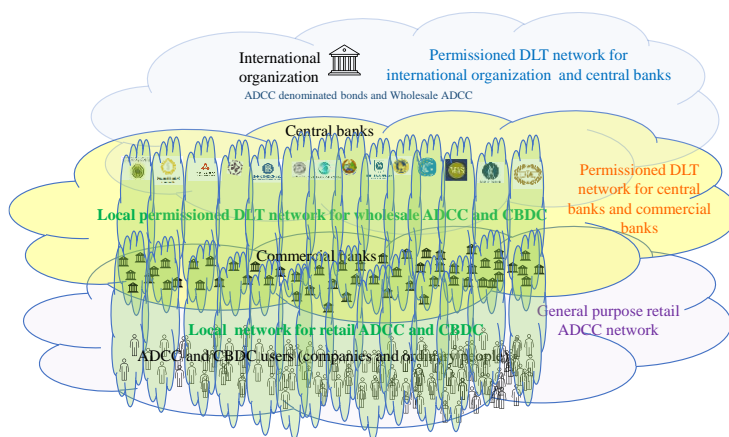 International
organization
Permissioned DLT network for
international organization and central banks
ADCC denominated bonds and Wholesale ADCC
Central banks
Permissioned DLT
network for central
banks and commercial
banks
Local permissioned DLT network for wholesale ADCC and CBDC
Commercial banks
General purpose retail
ADCC network
Local network for retail ADCC and CBDC
ADCC and CBDC users (companies and ordinary people)